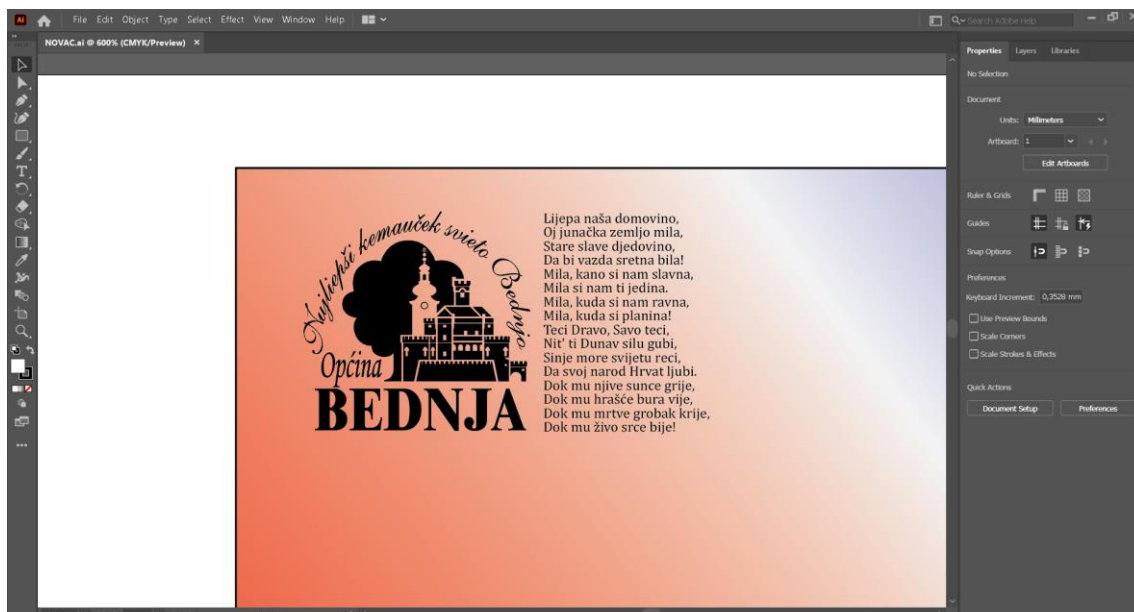 Ai File Edit Object Type Select Effect View Window Help
Search Adobe Help
NOVAC.ai @ 600% (CMYK/Preview) ×
Najljepši kemauček svieto Bednjo
Općina
BEDNJA
Lijepa naša domovino,
Oj junačka zemljo mila,
Stare slave djedovino,
Da bi vazda sretna bila!
Mila, kano si nam slavna,
Mila si nam ti jedina.
Mila, kuda si nam ravna,
Mila, kuda si planina!
Teci Dravo, Savo teci,
Nit' ti Dunav silu gubi,
Sinje more svijetu reci,
Da svoj narod Hrvat ljubi.
Dok mu njive sunce grije,
Dok mu hrašće bura vije,
Dok mu mrtve grobak krije,
Dok mu živo srce bije!
Properties Layers Libraries
No Selection
Document
Units: Millimeters
Artboard: 1
Edit Artboards
Ruler & Grids
Guides
Snap Options
Preferences
Keyboard Increment: 0,3528 mm
Use Preview Bounds
Scale Corners
Scale Strokes & Effects
Quick Actions
Document Setup Preferences